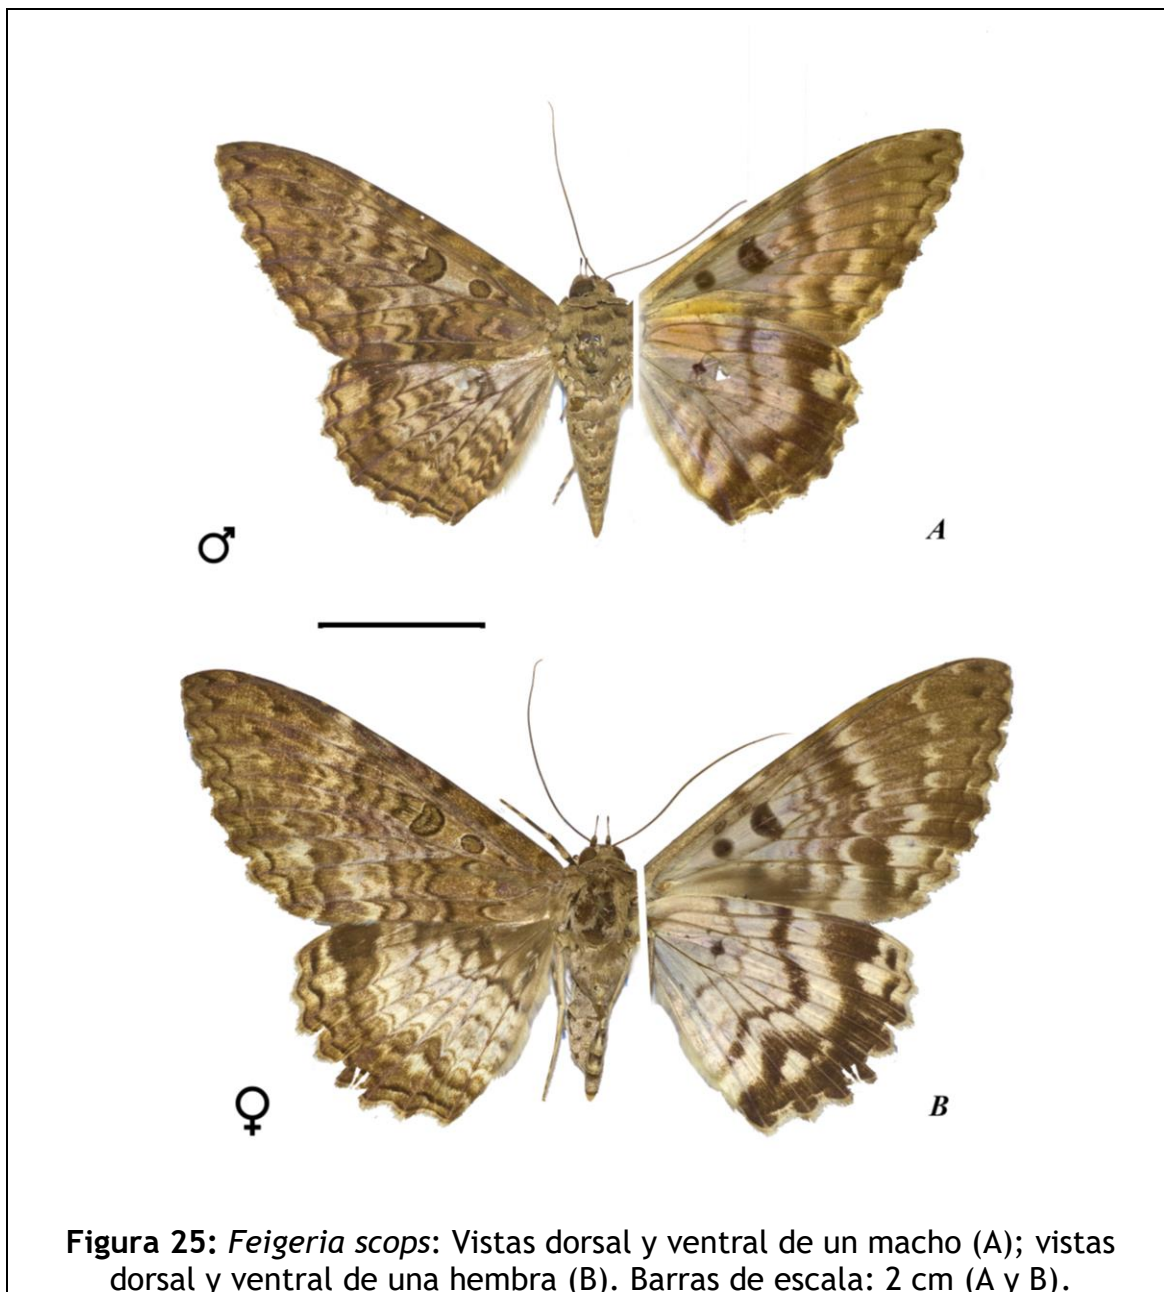 ♂
A
♀
B
Figura 25: Feigeria scops: Vistas dorsal y ventral de un macho (A); vistas
dorsal y ventral de una hembra (B). Barras de escala: 2 cm (A y B).